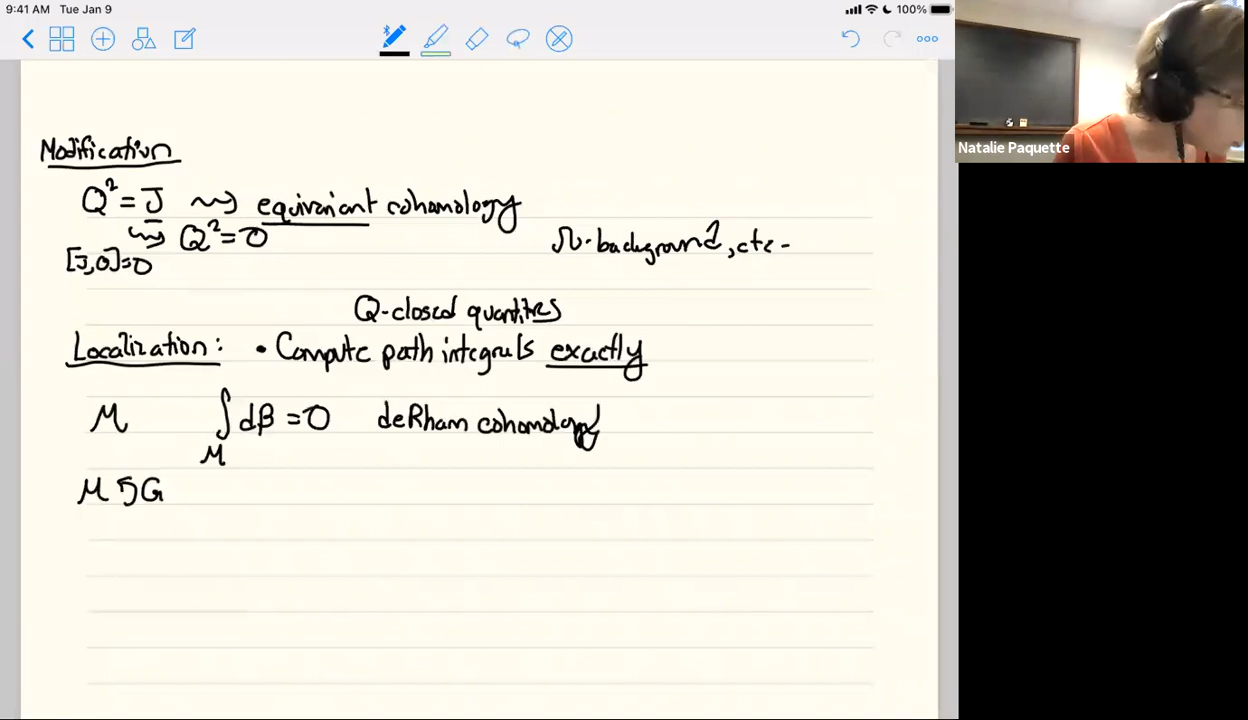 9:41 AM Tue Jan 9
100%
Natalie Paquette
Modification
Q² = J ⇝ equivariant cohomology
⇝ Q² = 0
Ω-background, etc -
[J,O]=0
Q-closed quantities
Localization: • Compute path integrals exactly
M ∫_M dβ = 0 deRham cohomology
M ↺ G